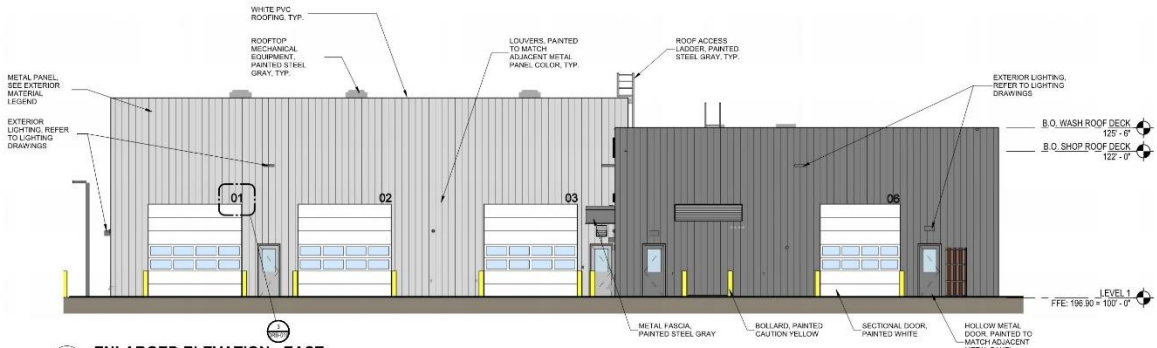 WHITE PVC
ROOFING, TYP.
ROOFTOP
MECHANICAL
EQUIPMENT,
PAINTED STEEL
GRAY, TYP.
LOUVERS, PAINTED
TO MATCH
ADJACENT METAL
PANEL COLOR, TYP.
ROOF ACCESS
LADDER, PAINTED
STEEL GRAY, TYP.
METAL PANEL,
SEE EXTERIOR
MATERIAL
LEGEND
EXTERIOR
LIGHTING, REFER
TO LIGHTING
DRAWINGS
EXTERIOR LIGHTING,
REFER TO LIGHTING
DRAWINGS
B.O. WASH ROOF DECK
125' - 6"
B.O. SHOP ROOF DECK
122' - 0"
01
02
03
06
LEVEL 1
FFE: 196.90 = 100' - 0"
METAL FASCIA,
PAINTED STEEL GRAY
BOLLARD, PAINTED
CAUTION YELLOW
SECTIONAL DOOR,
PAINTED WHITE
HOLLOW METAL
DOOR, PAINTED TO
MATCH ADJACENT
METAL PANEL
ENLARGED ELEVATION - EAST